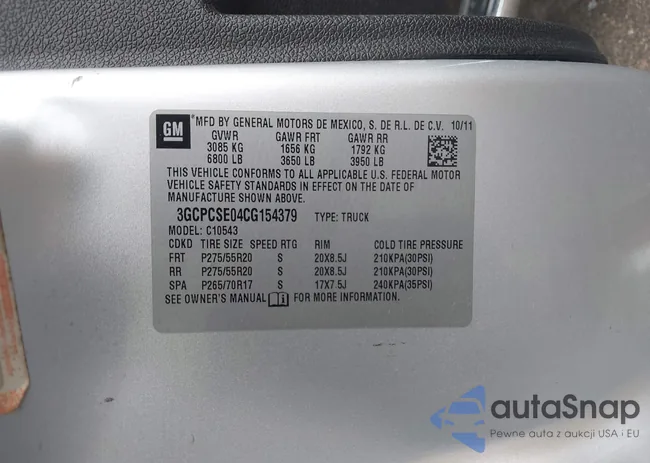 GM
*MFD BY GENERAL MOTORS DE MEXICO, S. DE R.L. DE C.V. 10/11
GVWR GAWR FRT GAWR RR
3085 KG 1656 KG 1792 KG
6800 LB 3650 LB 3950 LB
THIS VEHICLE CONFORMS TO ALL APPLICABLE U.S. FEDERAL MOTOR
VEHICLE SAFETY STANDARDS IN EFFECT ON THE DATE OF
MANUFACTURE SHOWN ABOVE.
3GCPCSE04CG154379 TYPE: TRUCK
MODEL: C10543
CDKD TIRE SIZE SPEED RTG RIM COLD TIRE PRESSURE
FRT P275/55R20 S 20X8.5J 210KPA(30PSI)
RR P275/55R20 S 20X8.5J 210KPA(30PSI)
SPA P265/70R17 S 17X7.5J 240KPA(35PSI)
SEE OWNER'S MANUAL i FOR MORE INFORMATION.
autaSnap
Pewne auta z aukcji USA i EU